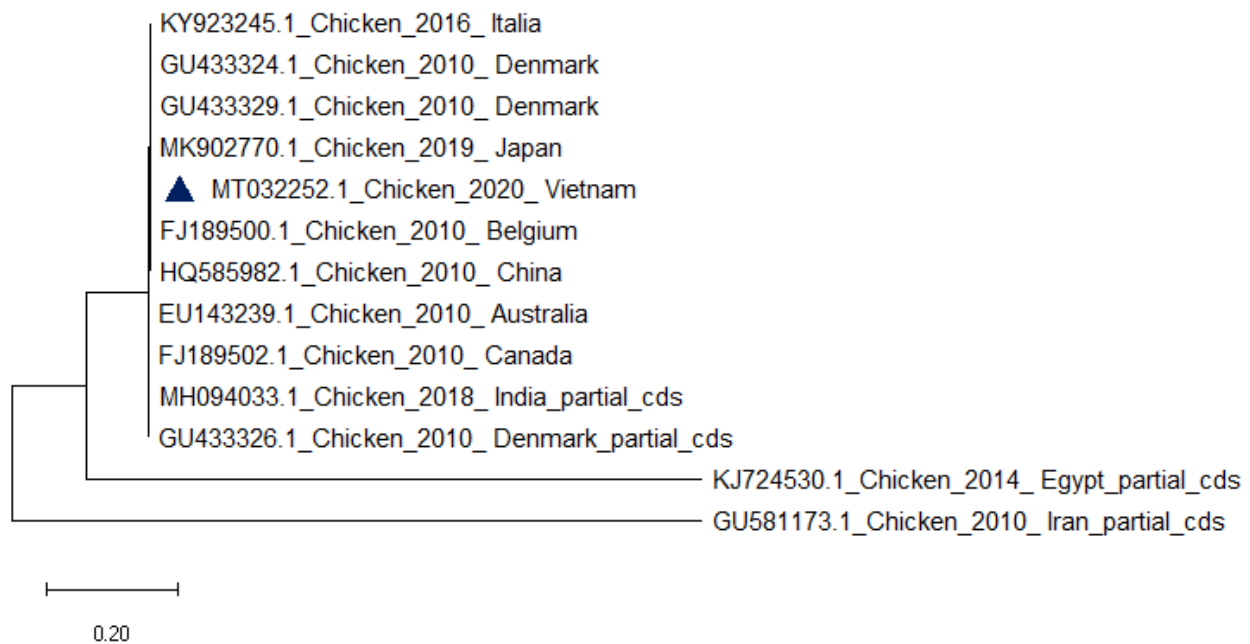 KY923245.1_Chicken_2016_ Italia
GU433324.1_Chicken_2010_ Denmark
GU433329.1_Chicken_2010_ Denmark
MK902770.1_Chicken_2019_ Japan
MT032252.1_Chicken_2020_ Vietnam
FJ189500.1_Chicken_2010_ Belgium
HQ585982.1_Chicken_2010_ China
EU143239.1_Chicken_2010_ Australia
FJ189502.1_Chicken_2010_ Canada
MH094033.1_Chicken_2018_ India_partial_cds
GU433326.1_Chicken_2010_ Denmark_partial_cds
KJ724530.1_Chicken_2014_ Egypt_partial_cds
GU581173.1_Chicken_2010_ Iran_partial_cds
0.20